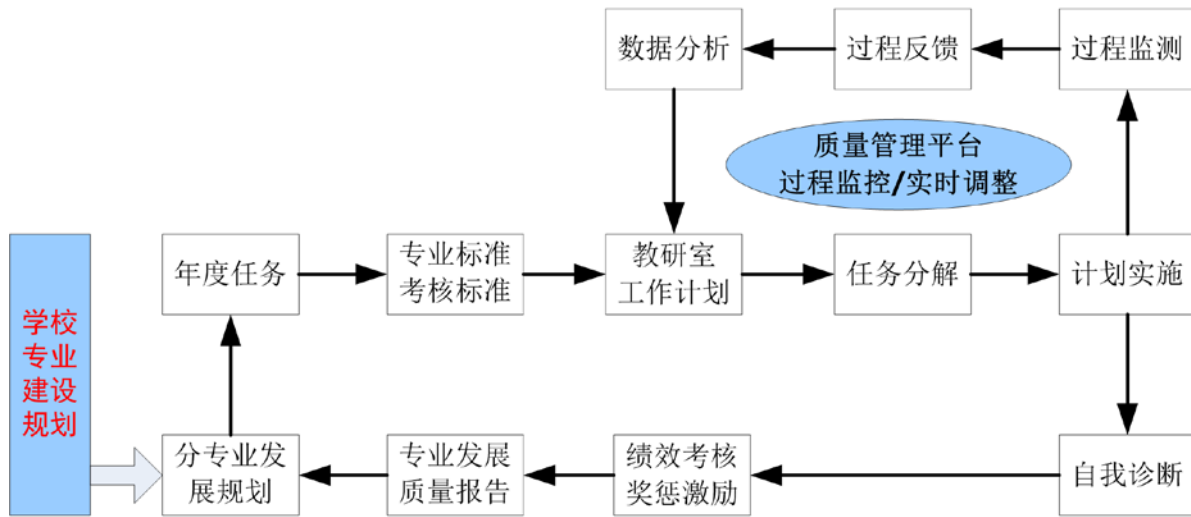 数据分析
过程反馈
过程监测
质量管理平台
过程监控/实时调整
年度任务
专业标准
考核标准
教研室
工作计划
任务分解
计划实施
学校
专业
建设
规划
分专业发
展规划
专业发展
质量报告
绩效考核
奖惩激励
自我诊断